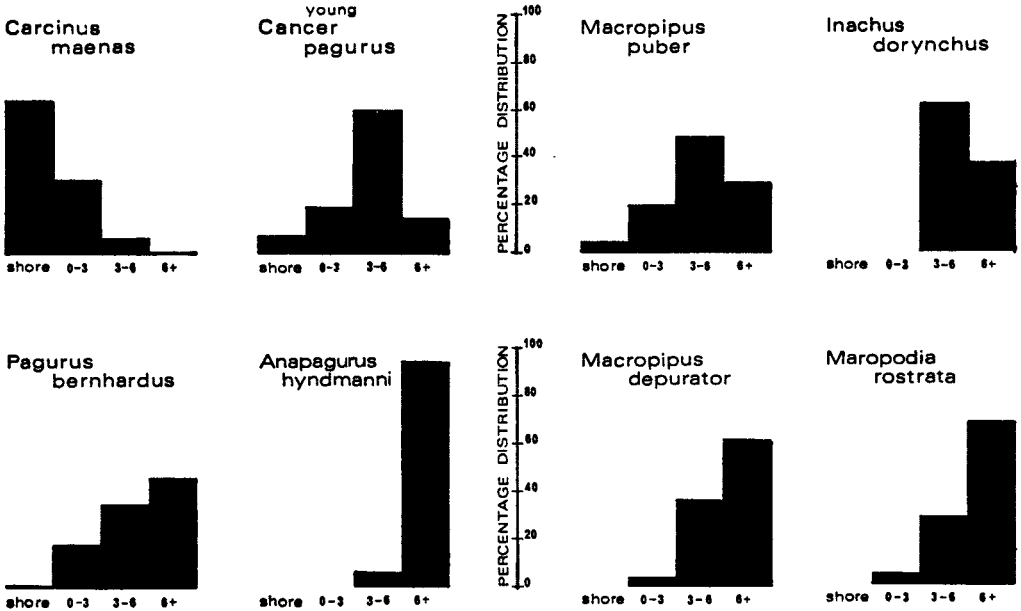 Carcinus
maenas
young
Cancer
pagurus
PERCENTAGE DISTRIBUTION
100
80
60
40
20
0
Macropipus
puber
Inachus
dorynchus
shore 0-3 3-6 6+
shore 0-3 3-6 6+
shore 0-3 3-6 6+
shore 0-3 3-6 6+
Pagurus
bernhardus
Anapagurus
hyndmanni
PERCENTAGE DISTRIBUTION
100
80
60
40
20
0
Macropipus
depurator
Maropodia
rostrata
shore 0-3 3-6 6+
shore 0-3 3-6 6+
shore 0-3 3-6 6+
shore 0-3 3-6 6+